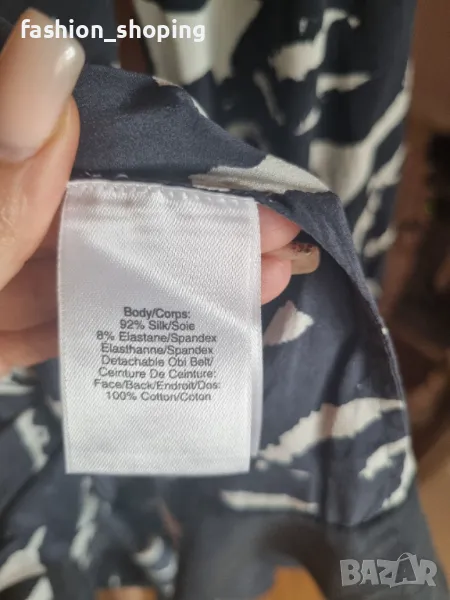 fashion_shoping
Body/Corps:
92% Silk/Soie
8% Elastane/Spandex
Elasthanne/Spandex
Detachable Obi Belt/
Ceinture De Ceinture:
Face/Back/Endroit/Dos:
100% Cotton/Coton
BAZAR